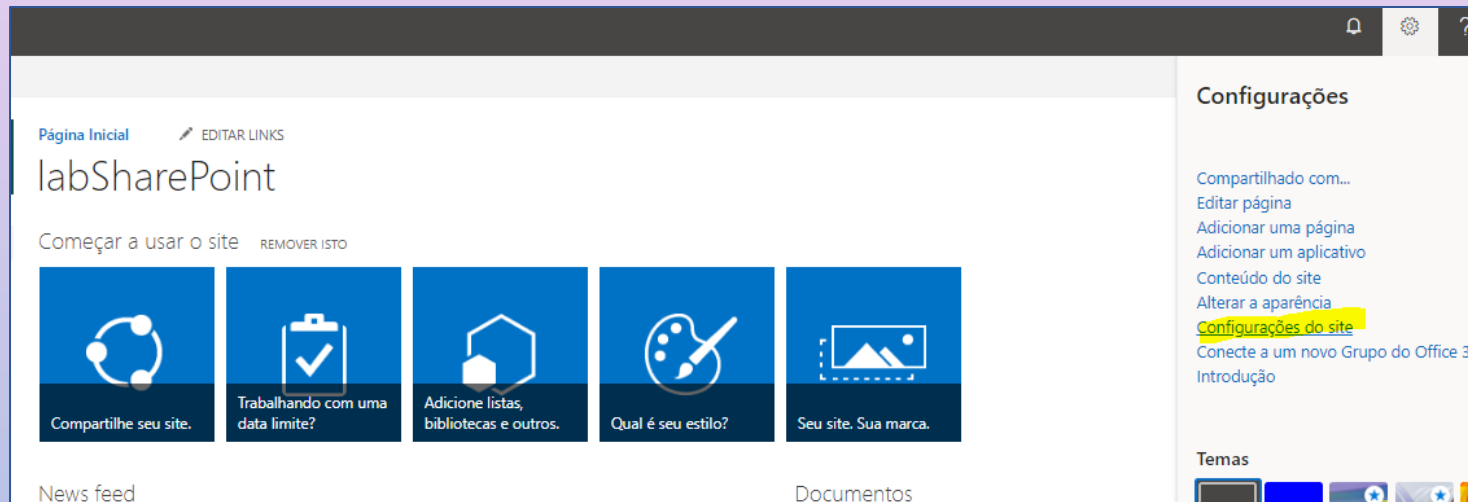 ?
Configurações
Página Inicial
EDITAR LINKS
labSharePoint
Começar a usar o site REMOVER ISTO
Compartilhe seu site.
Trabalhando com uma
data limite?
Adicione listas,
bibliotecas e outros.
Qual é seu estilo?
Seu site. Sua marca.
News feed
Documentos
Compartilhado com...
Editar página
Adicionar uma página
Adicionar um aplicativo
Conteúdo do site
Alterar a aparência
Configurações do site
Conecte a um novo Grupo do Office 3
Introdução
Temas